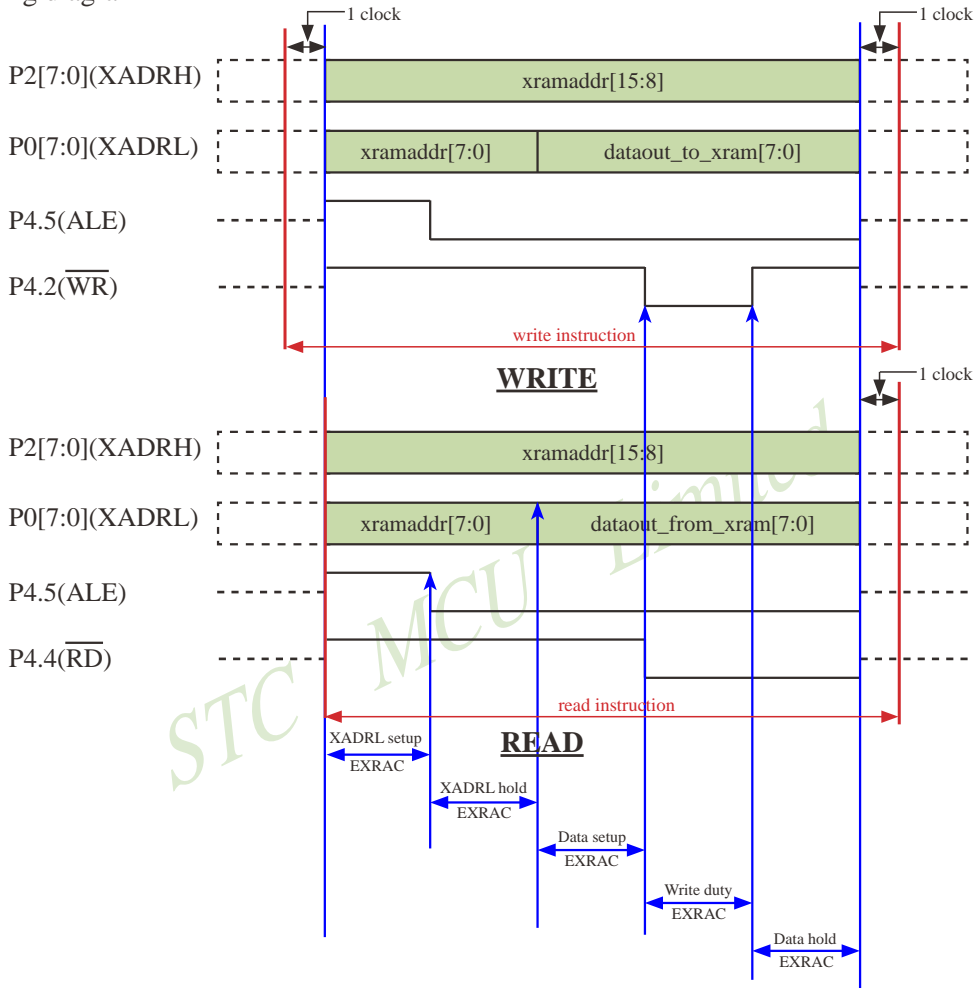 1 clock
1 clock
P2[7:0](XADRH)
xramaddr[15:8]
P0[7:0](XADRL)
xramaddr[7:0]
dataout_to_xram[7:0]
P4.5(ALE)
P4.2(WR)
write instruction
WRITE
1 clock
P2[7:0](XADRH)
xramaddr[15:8]
P0[7:0](XADRL)
xramaddr[7:0]
dataout_from_xram[7:0]
P4.5(ALE)
P4.4(RD)
STC MCU Limited
read instruction
READ
XADRL setup
EXRAC
XADRL hold
EXRAC
Data setup
EXRAC
Write duty
EXRAC
Data hold
EXRAC